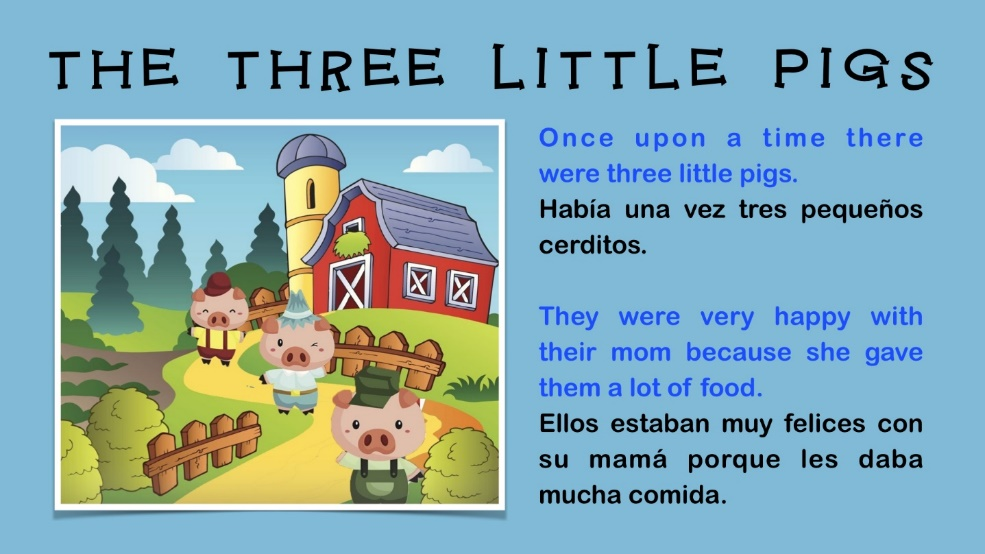 THE THREE LITTLE PIGS
Once upon a time there
were three little pigs.
Había una vez tres pequeños
cerditos.
They were very happy with
their mom because she gave
them a lot of food.
Ellos estaban muy felices con
su mamá porque les daba
mucha comida.